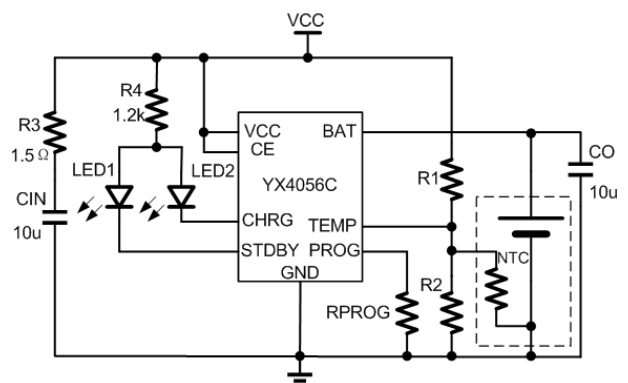 VCC
R4
1.2k
R3
1.5Ω
LED1
LED2
VCC
CE
BAT
YX4056C
CHRG
STDBY
TEMP
PROG
GND
CIN
10u
R1
CO
10u
NTC
R2
RPROG